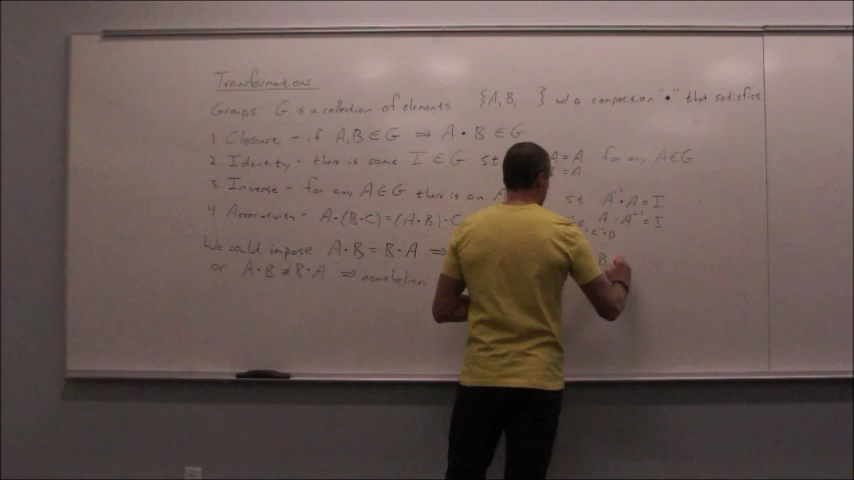 Transformations
Groups: G is a collection of elements {A, B, } w/ a composition "•" that satisfies
1. Closure - if A, B ∈ G ⇒ A • B ∈ G
2. Identity - there is some I ∈ G st A = A for any A ∈ G
= A
3. Inverse - for any A ∈ G there is an A st A⁻¹ • A = I
A • A⁻¹ = I
4. Associativity - A • (B • C) = (A • B) • C
We could impose A • B = B • A ⇒
or A • B ≠ B • A ⇒ nonabelian